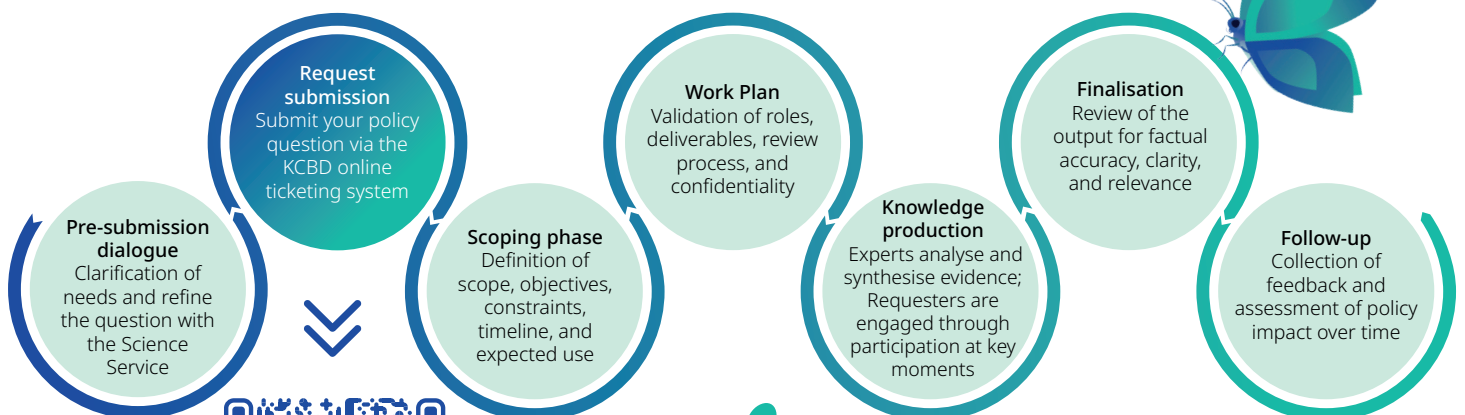 Pre-submission
dialogue
Clarification of
needs and refine
the question with
the Science
Service
Request
submission
Submit your policy
question via the
KCBD online
ticketing system
Scoping phase
Definition of
scope, objectives,
constraints,
timeline, and
expected use
Work Plan
Validation of roles,
deliverables, review
process, and
confidentiality
Knowledge
production
Experts analyse and
synthesise evidence;
Requesters are
engaged through
participation at key
moments
Finalisation
Review of the
output for factual
accuracy, clarity,
and relevance
Follow-up
Collection of
feedback and
assessment of policy
impact over time